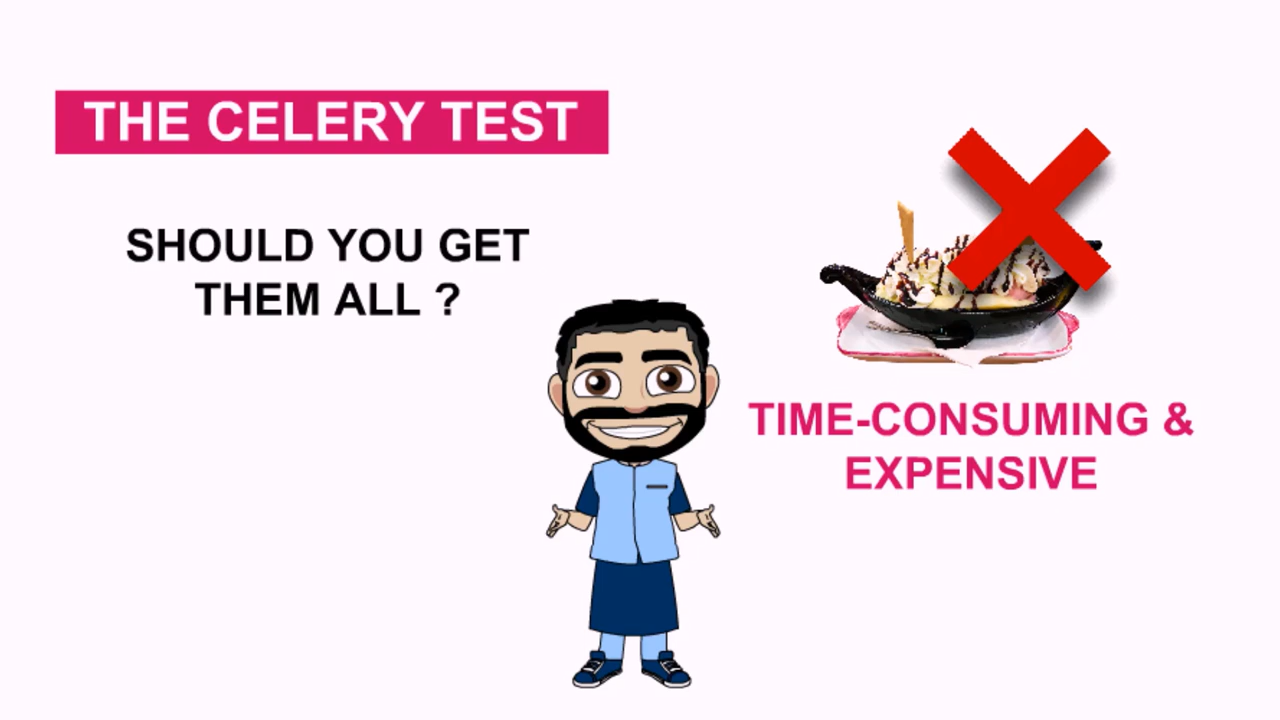 THE CELERY TEST
SHOULD YOU GET
THEM ALL ?
TIME-CONSUMING &
EXPENSIVE